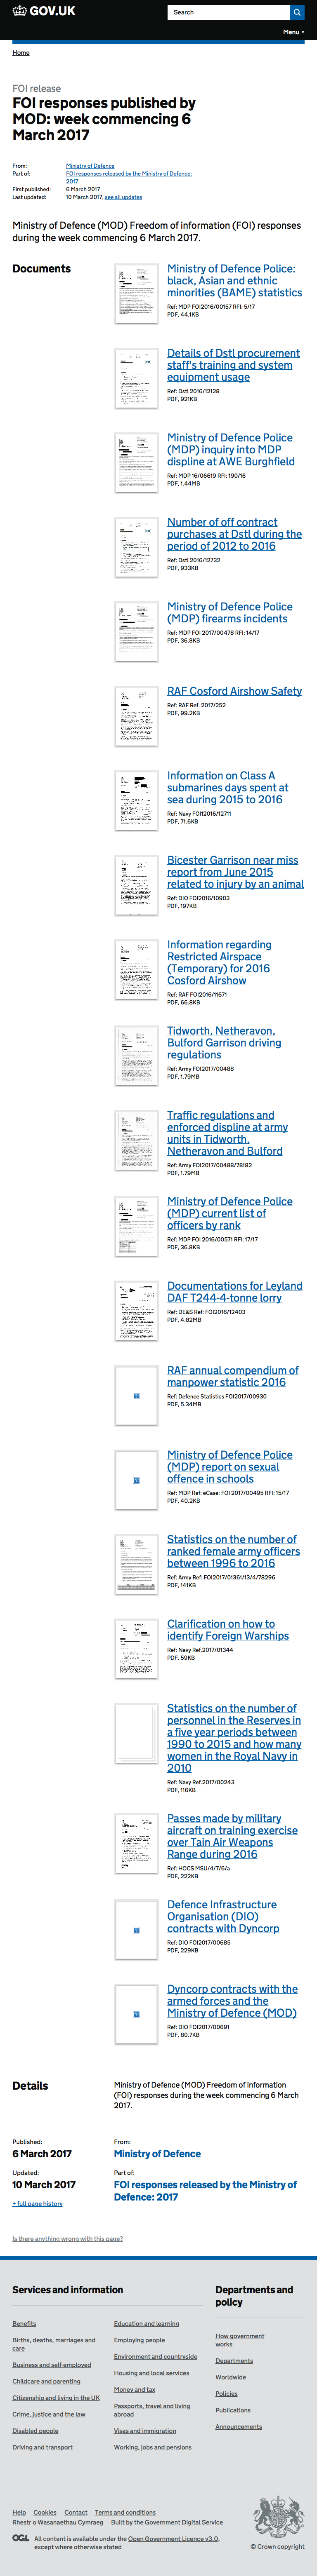 GOV.UK
Search
Menu
Home
FOI release
FOI responses published by
MOD: week commencing 6
March 2017
From: Ministry of Defence
Part of: FOI responses released by the Ministry of Defence:
2017
First published: 6 March 2017
Last updated: 10 March 2017, see all updates
Ministry of Defence (MOD) Freedom of information (FOI) responses
during the week commencing 6 March 2017.
Documents
Ministry of Defence Police:
black, Asian and ethnic
minorities (BAME) statistics
Ref: MDP FOI2016/00157 RFI: 5/17
PDF, 44.1KB
Details of Dstl procurement
staff's training and system
equipment usage
Ref: Dstl 2016/12128
PDF, 921KB
Ministry of Defence Police
(MDP) inquiry into MDP
displine at AWE Burghfield
Ref: MDP 16/06619 RFI: 190/16
PDF, 1.44MB
Number of off contract
purchases at Dstl during the
period of 2012 to 2016
Ref: Dstl 2016/12732
PDF, 933KB
Ministry of Defence Police
(MDP) firearms incidents
Ref: MDP FOI 2017/00478 RFI: 14/17
PDF, 36.8KB
RAF Cosford Airshow Safety
Ref: RAF Ref. 2017/252
PDF, 99.2KB
Information on Class A
submarines days spent at
sea during 2015 to 2016
Ref: Navy FOI2016/12711
PDF, 71.6KB
Bicester Garrison near miss
report from June 2015
related to injury by an animal
Ref: DIO FOI2016/10903
PDF, 197KB
Information regarding
Restricted Airspace
(Temporary) for 2016
Cosford Airshow
Ref: RAF FOI2016/11671
PDF, 66.8KB
Tidworth, Netheravon,
Bulford Garrison driving
regulations
Ref: Army FOI2017/00488
PDF, 1.79MB
Traffic regulations and
enforced displine at army
units in Tidworth,
Netheravon and Bulford
Ref: Army FOI2017/00488/78182
PDF, 1.79MB
Ministry of Defence Police
(MDP) current list of
officers by rank
Ref: MDP FOI 2016/00571 RFI: 17/17
PDF, 36.8KB
Documentations for Leyland
DAF T244-4-tonne lorry
Ref: DE&S Ref: FOI2016/12403
PDF, 4.82MB
RAF annual compendium of
manpower statistic 2016
Ref: Defence Statistics FOI2017/00930
PDF, 5.34MB
Ministry of Defence Police
(MDP) report on sexual
offence in schools
Ref: MDP Ref: eCase: FOI 2017/00495 RFI: 15/17
PDF, 40.2KB
Statistics on the number of
ranked female army officers
between 1996 to 2016
Ref: Army Ref: FOI2017/01361/13/4/78296
PDF, 141KB
Clarification on how to
identify Foreign Warships
Ref: Navy Ref.2017/01344
PDF, 59KB
Statistics on the number of
personnel in the Reserves in
a five year periods between
1990 to 2015 and how many
women in the Royal Navy in
2010
Ref: Navy Ref.2017/00243
PDF, 116KB
Passes made by military
aircraft on training exercise
over Tain Air Weapons
Range during 2016
Ref: HOCS MSU/4/7/6/a
PDF, 222KB
Defence Infrastructure
Organisation (DIO)
contracts with Dyncorp
Ref: DIO FOI2017/00685
PDF, 229KB
Dyncorp contracts with the
armed forces and the
Ministry of Defence (MOD)
Ref: DIO FOI2017/00691
PDF, 80.7KB
Details
Ministry of Defence (MOD) Freedom of information
(FOI) responses during the week commencing 6 March
2017.
Published: From:
6 March 2017 Ministry of Defence
Updated: Part of:
10 March 2017 FOI responses released by the Ministry of
Defence: 2017
+ full page history
Is there anything wrong with this page?
Services and information
Benefits
Births, deaths, marriages and
care
Business and self-employed
Childcare and parenting
Citizenship and living in the UK
Crime, justice and the law
Disabled people
Driving and transport
Education and learning
Employing people
Environment and countryside
Housing and local services
Money and tax
Passports, travel and living
abroad
Visas and immigration
Working, jobs and pensions
Departments and
policy
How government
works
Departments
Worldwide
Policies
Publications
Announcements
Help Cookies Contact Terms and conditions
Rhestr o Wasanaethau Cymraeg Built by the Government Digital Service
OGL All content is available under the Open Government Licence v3.0,
except where otherwise stated
© Crown copyright